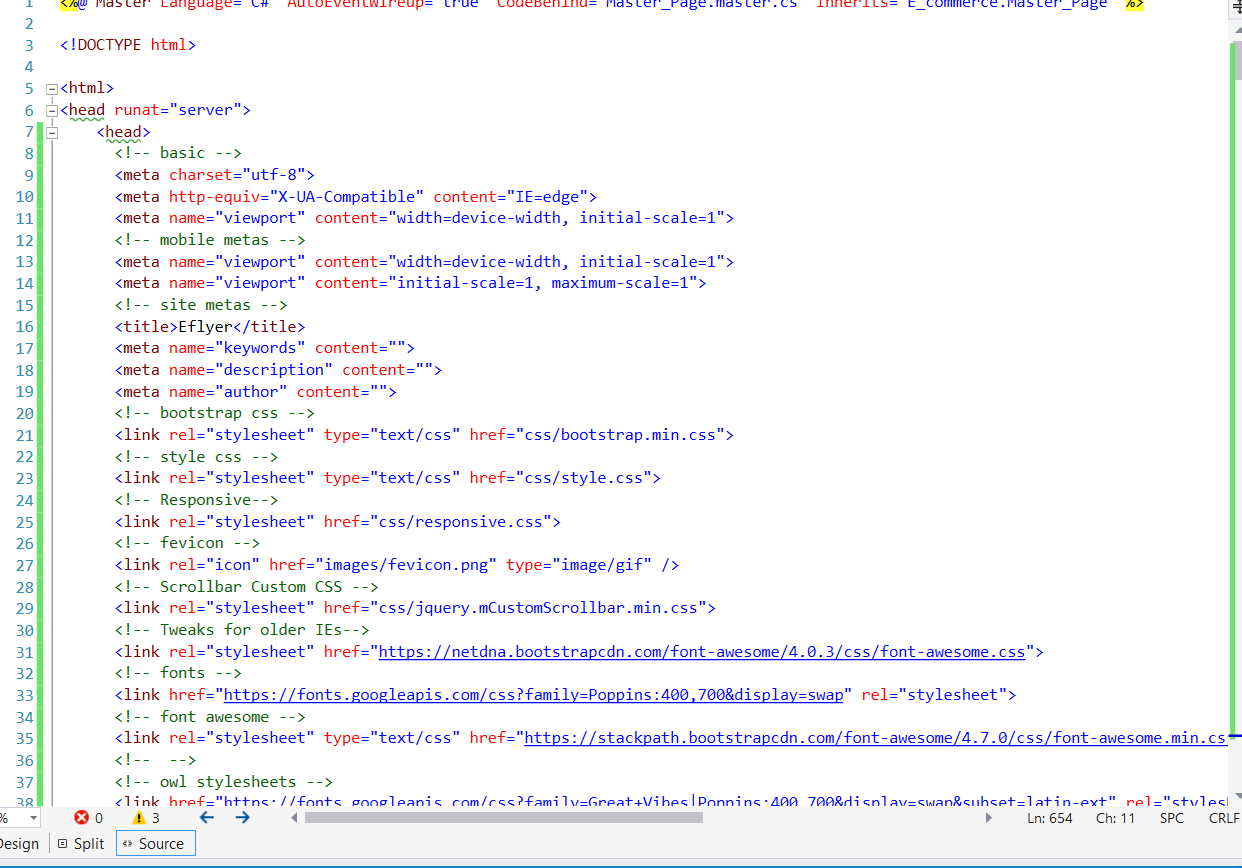 1 <%@ Master Language="C#" AutoEventWireup="true" CodeBehind="Master_Page.master.cs" Inherits="E_commerce.Master_Page" %>
2
3 <!DOCTYPE html>
4
5 <html>
6 <head runat="server">
7 <head>
8 <!-- basic -->
9 <meta charset="utf-8">
10 <meta http-equiv="X-UA-Compatible" content="IE=edge">
11 <meta name="viewport" content="width=device-width, initial-scale=1">
12 <!-- mobile metas -->
13 <meta name="viewport" content="width=device-width, initial-scale=1">
14 <meta name="viewport" content="initial-scale=1, maximum-scale=1">
15 <!-- site metas -->
16 <title>Eflyer</title>
17 <meta name="keywords" content="">
18 <meta name="description" content="">
19 <meta name="author" content="">
20 <!-- bootstrap css -->
21 <link rel="stylesheet" type="text/css" href="css/bootstrap.min.css">
22 <!-- style css -->
23 <link rel="stylesheet" type="text/css" href="css/style.css">
24 <!-- Responsive-->
25 <link rel="stylesheet" href="css/responsive.css">
26 <!-- fevicon -->
27 <link rel="icon" href="images/fevicon.png" type="image/gif" />
28 <!-- Scrollbar Custom CSS -->
29 <link rel="stylesheet" href="css/jquery.mCustomScrollbar.min.css">
30 <!-- Tweaks for older IEs-->
31 <link rel="stylesheet" href="https://netdna.bootstrapcdn.com/font-awesome/4.0.3/css/font-awesome.css">
32 <!-- fonts -->
33 <link href="https://fonts.googleapis.com/css?family=Poppins:400,700&display=swap" rel="stylesheet">
34 <!-- font awesome -->
35 <link rel="stylesheet" type="text/css" href="https://stackpath.bootstrapcdn.com/font-awesome/4.7.0/css/font-awesome.min.cs
36 <!--  -->
37 <!-- owl stylesheets -->
38 <link href="https://fonts.googleapis.com/css?family=Great+Vibes|Poppins:400,700&display=swap&subset=latin-ext" rel="styles
% 0 3 Ln: 654 Ch: 11 SPC CRLF
Design Split Source